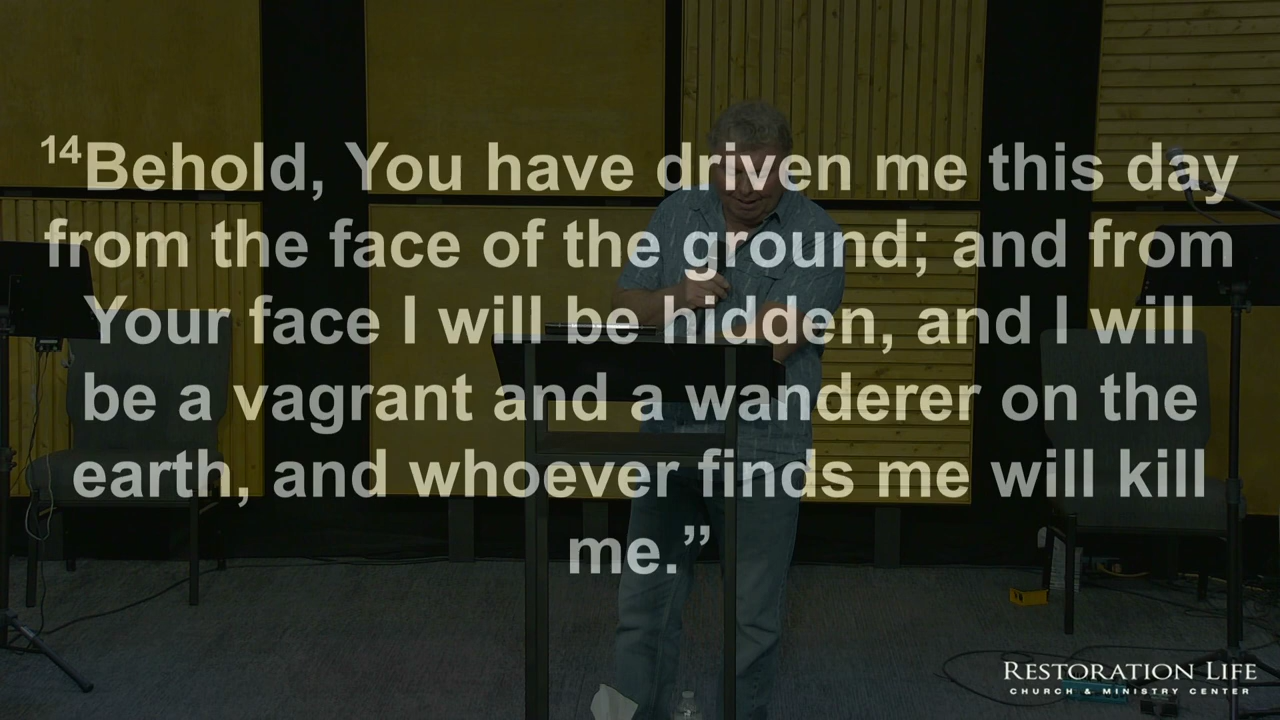 14Behold, You have driven me this day
from the face of the ground; and from
Your face I will be hidden, and I will
be a vagrant and a wanderer on the
earth, and whoever finds me will kill
me.”
RESTORATION LIFE
CHURCH & MINISTRY CENTER